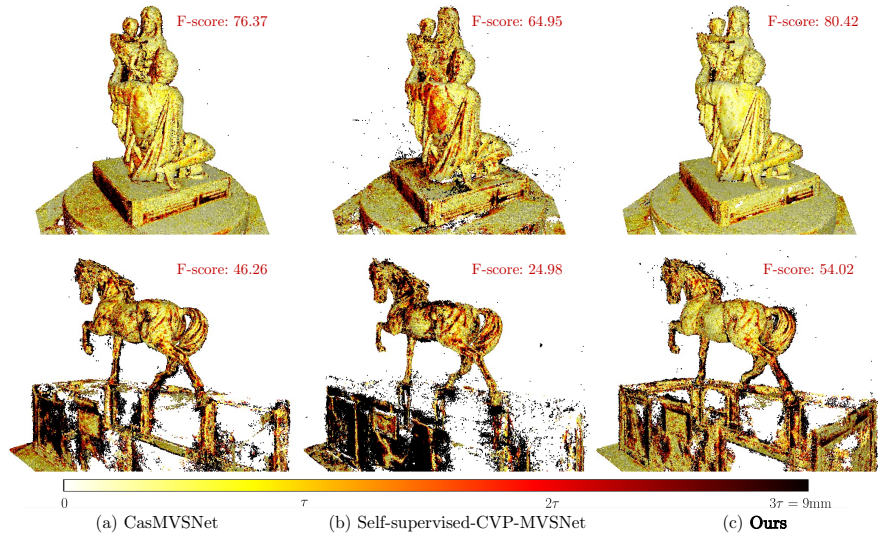 F-score: 76.37
F-score: 64.95
F-score: 80.42
F-score: 46.26
F-score: 24.98
F-score: 54.02
0 τ 2τ 3τ = 9mm
(a) CasMVSNet (b) Self-supervised-CVP-MVSNet (c) Ours